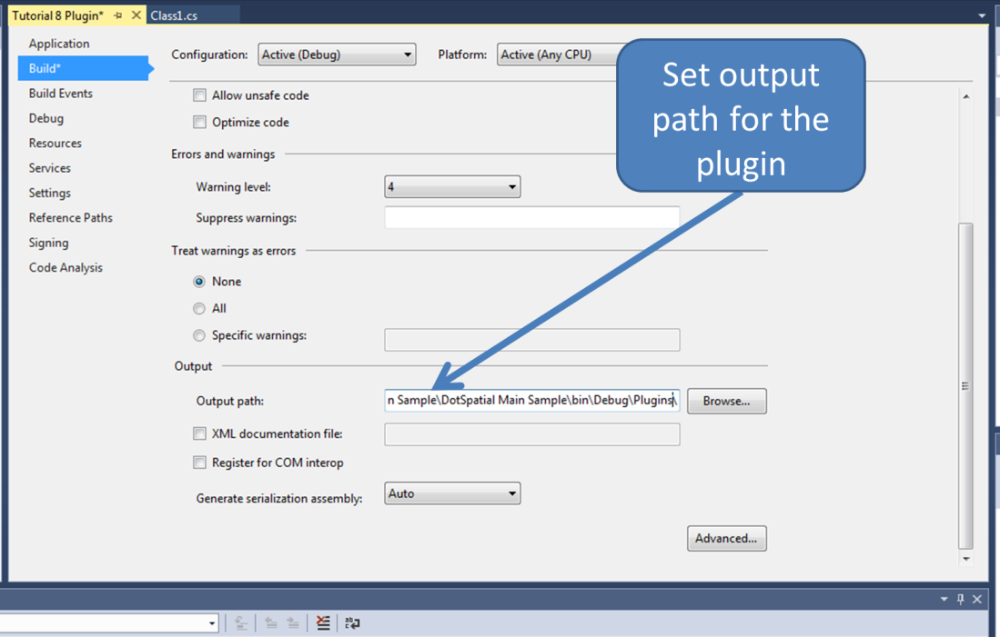 Tutorial 8 Plugin*
Class1.cs
Application
Build*
Build Events
Debug
Resources
Services
Settings
Reference Paths
Signing
Code Analysis
Configuration: Active (Debug) Platform: Active (Any CPU)
Set output
path for the
plugin
Allow unsafe code
Optimize code
Errors and warnings
Warning level: 4
Suppress warnings:
Treat warnings as errors
None
All
Specific warnings:
Output
Output path: n Sample\DotSpatial Main Sample\bin\Debug\Plugins\ Browse...
XML documentation file:
Register for COM interop
Generate serialization assembly: Auto
Advanced...